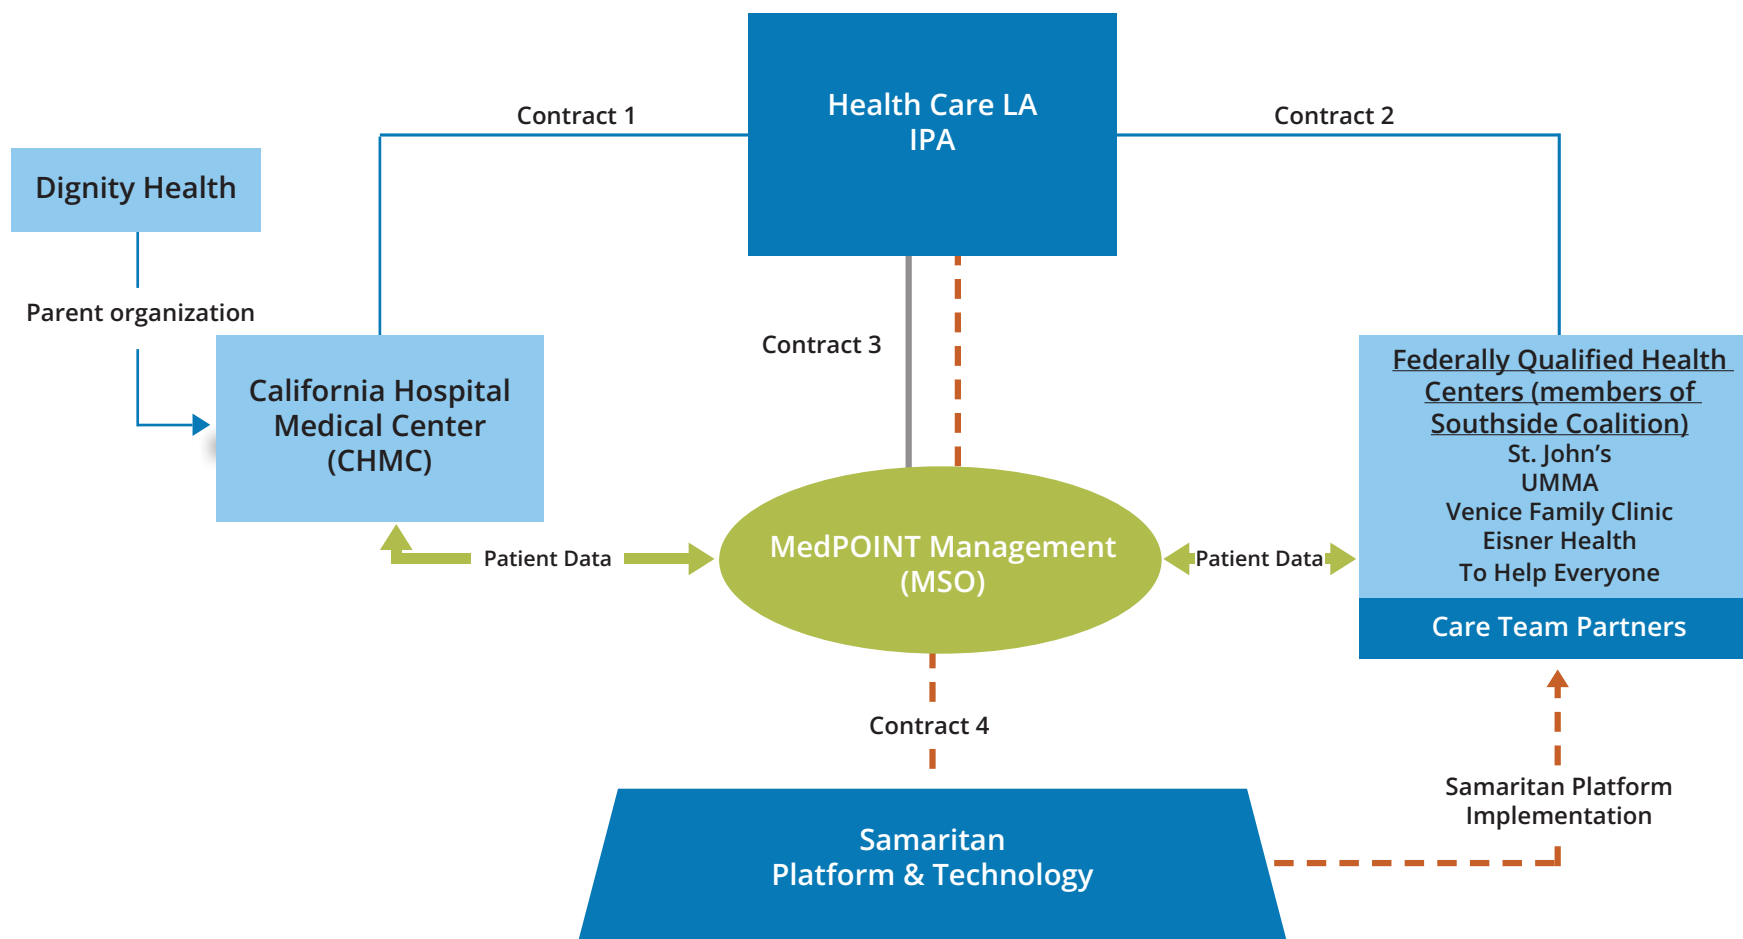 Health Care LA
IPA
Contract 1
Contract 2
Dignity Health
Parent organization
Contract 3
California Hospital
Medical Center
(CHMC)
Federally Qualified Health
Centers (members of
Southside Coalition)
St. John’s
UMMA
Venice Family Clinic
Eisner Health
To Help Everyone
Care Team Partners
Patient Data
MedPOINT Management
(MSO)
Patient Data
Contract 4
Samaritan Platform
Implementation
Samaritan
Platform & Technology